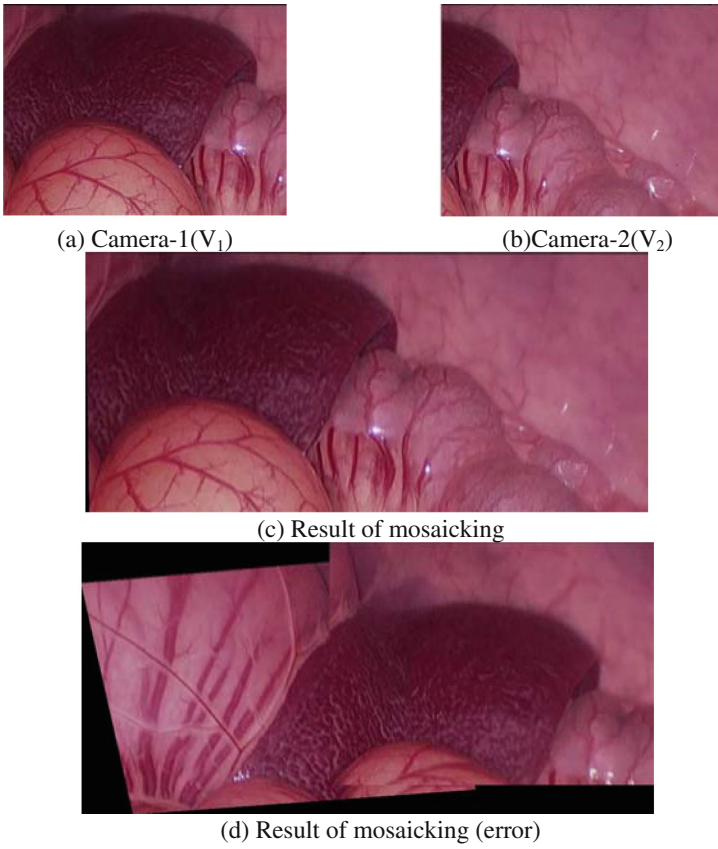 (a) Camera-1(V₁)
(b)Camera-2(V₂)
(c) Result of mosaicking
(d) Result of mosaicking (error)